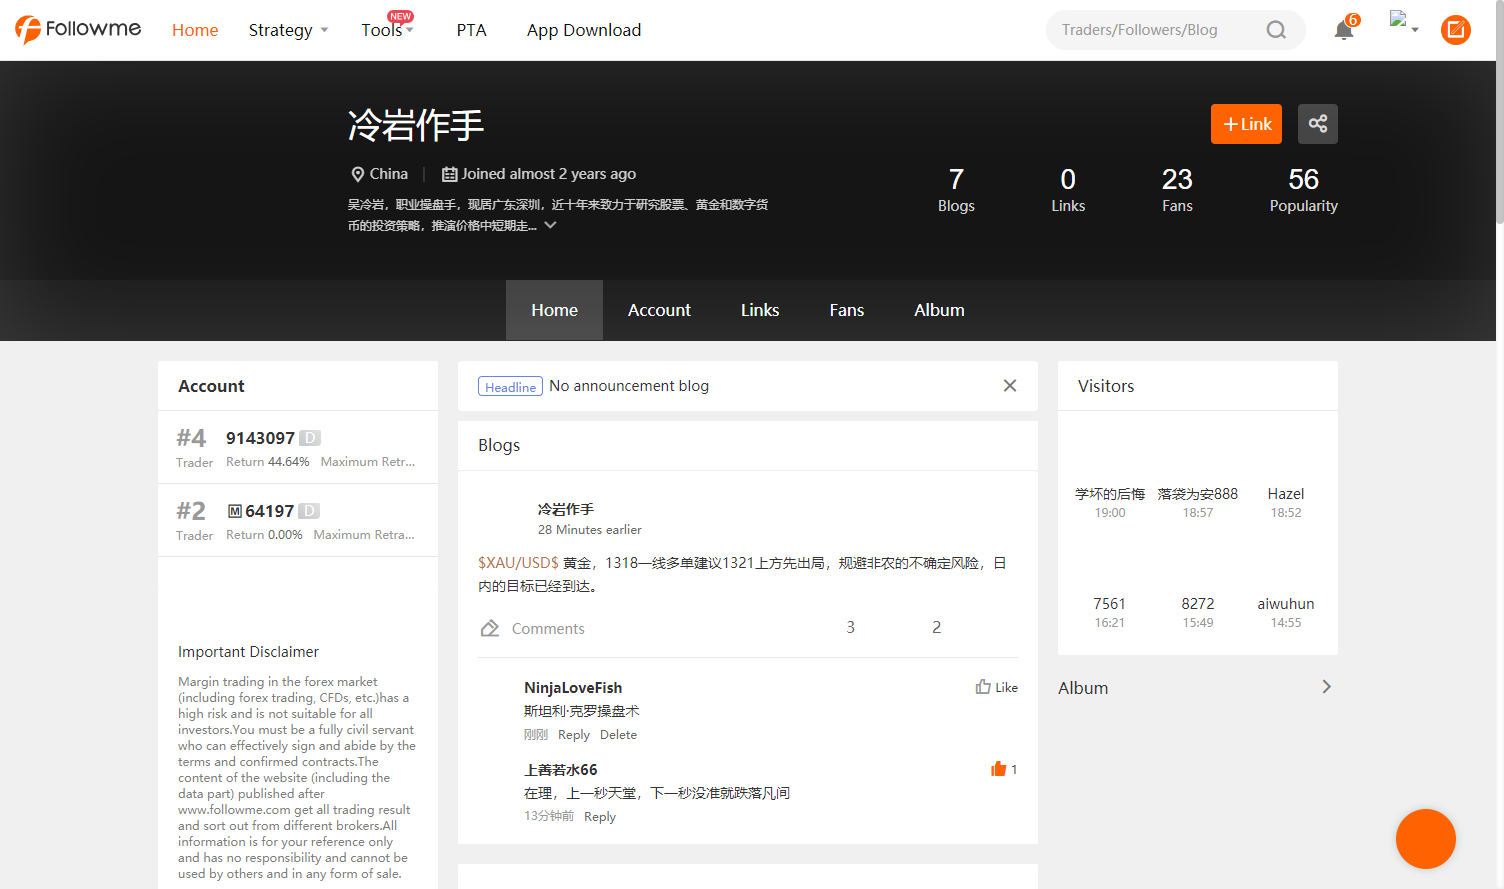 Followme
Home
Strategy
Tools
NEW
PTA
App Download
Traders/Followers/Blog
6
冷岩作手
+Link
China
Joined almost 2 years ago
吴冷岩，职业操盘手，现居广东深圳，近十年来致力于研究股票、黄金和数字货
币的投资策略，推演价格中短期走...
7
Blogs
0
Links
23
Fans
56
Popularity
Home
Account
Links
Fans
Album
Account
#4
Trader
9143097 D
Return 44.64% Maximum Retr...
#2
Trader
M 64197 D
Return 0.00% Maximum Retra...
Important Disclaimer
Margin trading in the forex market
(including forex trading, CFDs, etc.)has a
high risk and is not suitable for all
investors.You must be a fully civil servant
who can effectively sign and abide by the
terms and confirmed contracts.The
content of the website (including the
data part) published after
www.followme.com get all trading result
and sort out from different brokers.All
information is for your reference only
and has no responsibility and cannot be
used by others and in any form of sale.
Headline No announcement blog
Blogs
冷岩作手
28 Minutes earlier
$XAU/USD$ 黄金，1318一线多单建议1321上方先出局，规避非农的不确定风险，日
内的目标已经到达。
Comments
3
2
NinjaLoveFish
Like
斯坦利·克罗操盘术
刚刚 Reply Delete
上善若水66
1
在理，上一秒天堂，下一秒没准就跌落凡间
13分钟前 Reply
Visitors
学坏的后悔
19:00
落袋为安888
18:57
Hazel
18:52
7561
16:21
8272
15:49
aiwuhun
14:55
Album